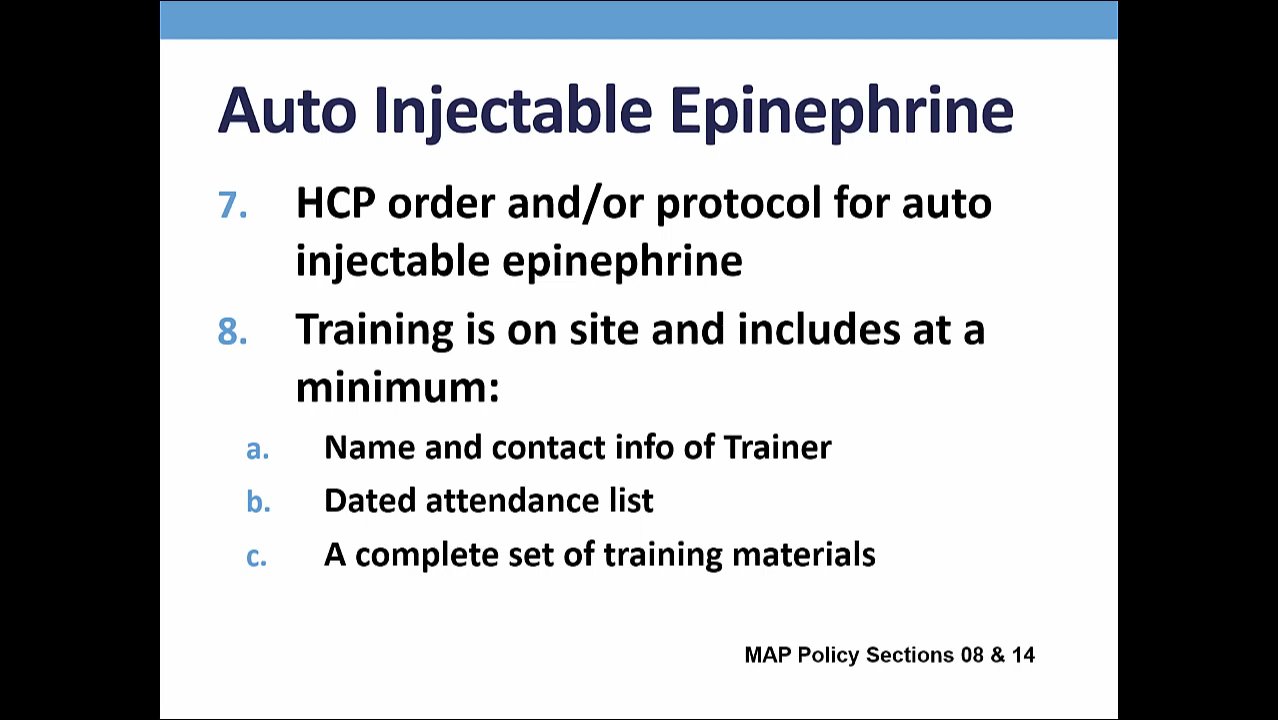 Auto Injectable Epinephrine
7. HCP order and/or protocol for auto
injectable epinephrine
8. Training is on site and includes at a
minimum:
a. Name and contact info of Trainer
b. Dated attendance list
c. A complete set of training materials
MAP Policy Sections 08 & 14